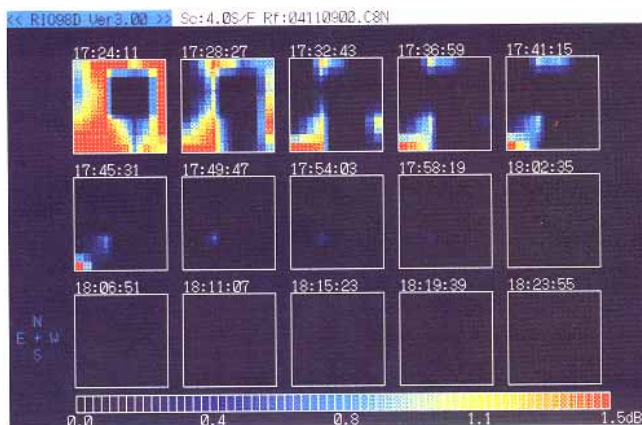 << RIO98D Ver3.00 >> Sc:4.0S/F Rf:04110900.C8N
17:24:11 17:28:27 17:32:43 17:36:59 17:41:15
17:45:31 17:49:47 17:54:03 17:58:19 18:02:35
18:06:51 18:11:07 18:15:23 18:19:39 18:23:55
N
E + W
S
0.0 0.4 0.8 1.1 1.5dB